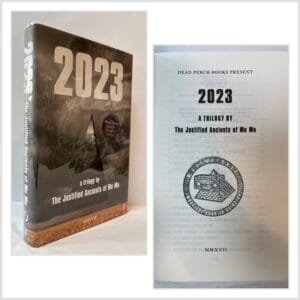 2023
a trilogy by
The Justified Ancients of Mu Mu
2023
DEAD PERCH BOOKS PRESENT
2023
A TRILOGY BY
The Justified Ancients of Mu Mu
MMXVII